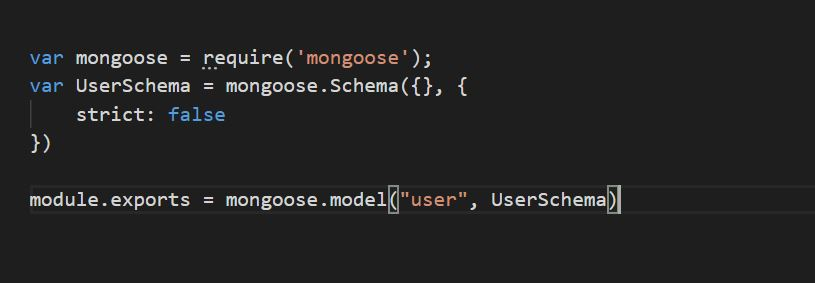 var mongoose = require('mongoose');
var UserSchema = mongoose.Schema({}, {
    strict: false
})
module.exports = mongoose.model("user", UserSchema)